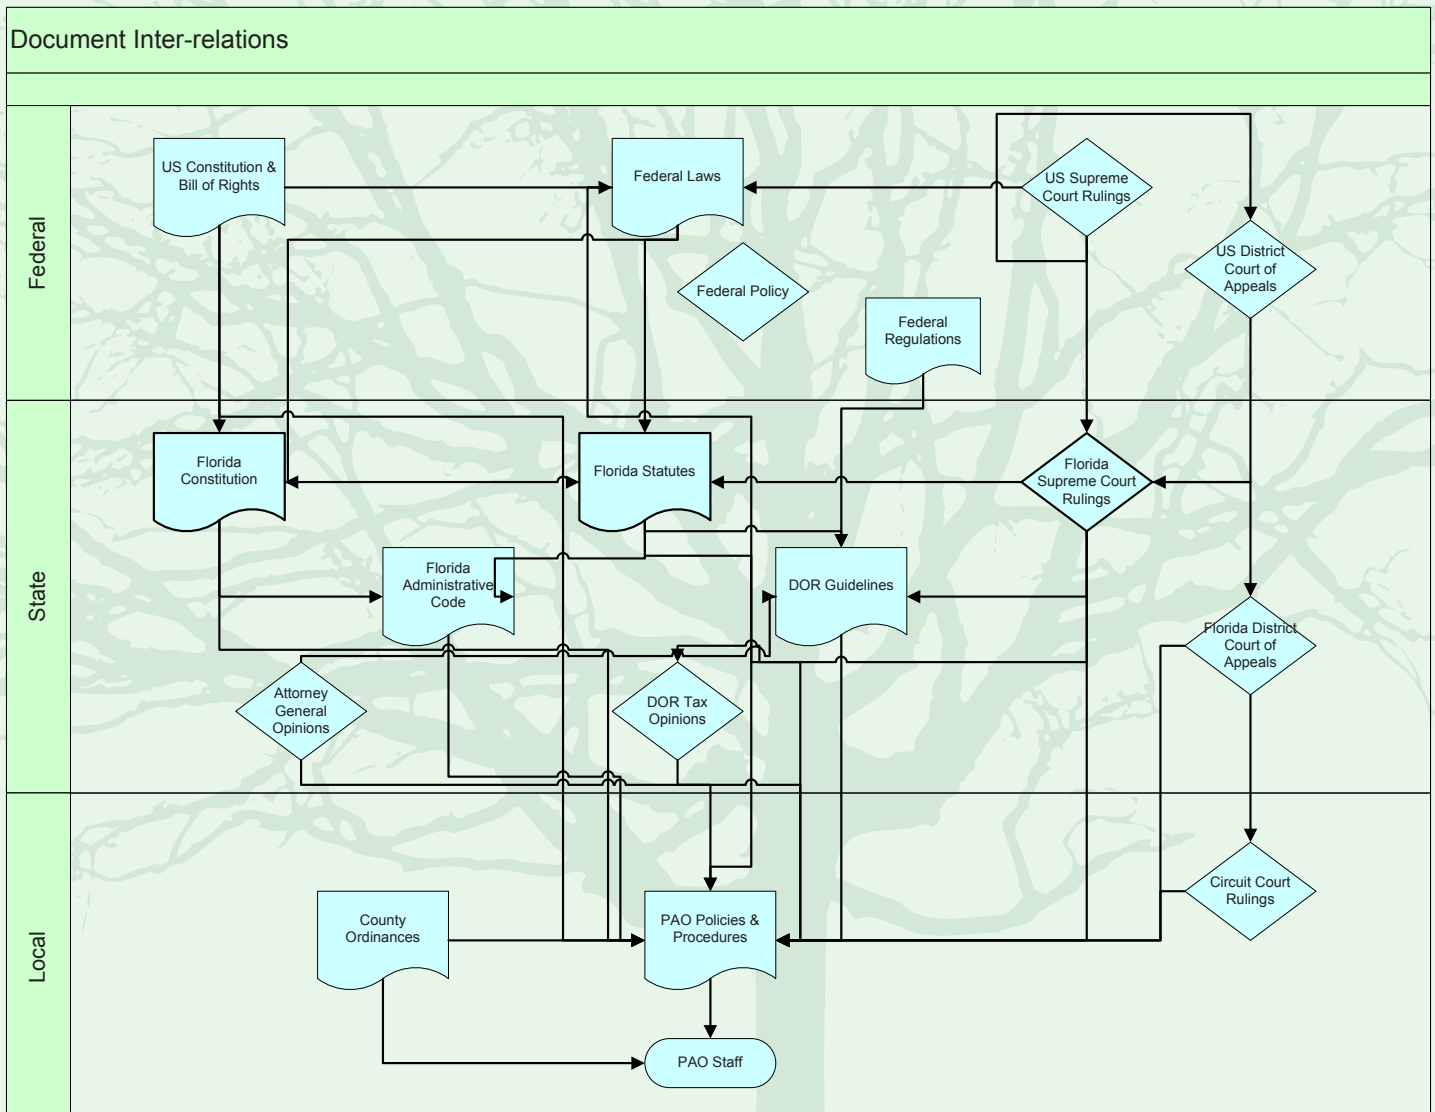 Document Inter-relations
Federal
US Constitution &
Bill of Rights
Federal Laws
US Supreme
Court Rulings
US District
Court of
Appeals
Federal Policy
Federal
Regulations
State
Florida
Constitution
Florida Statutes
Florida
Supreme Court
Rulings
Florida
Administrative
Code
DOR Guidelines
Florida District
Court of
Appeals
Attorney
General
Opinions
DOR Tax
Opinions
Local
County
Ordinances
PAO Policies &
Procedures
Circuit Court
Rulings
PAO Staff